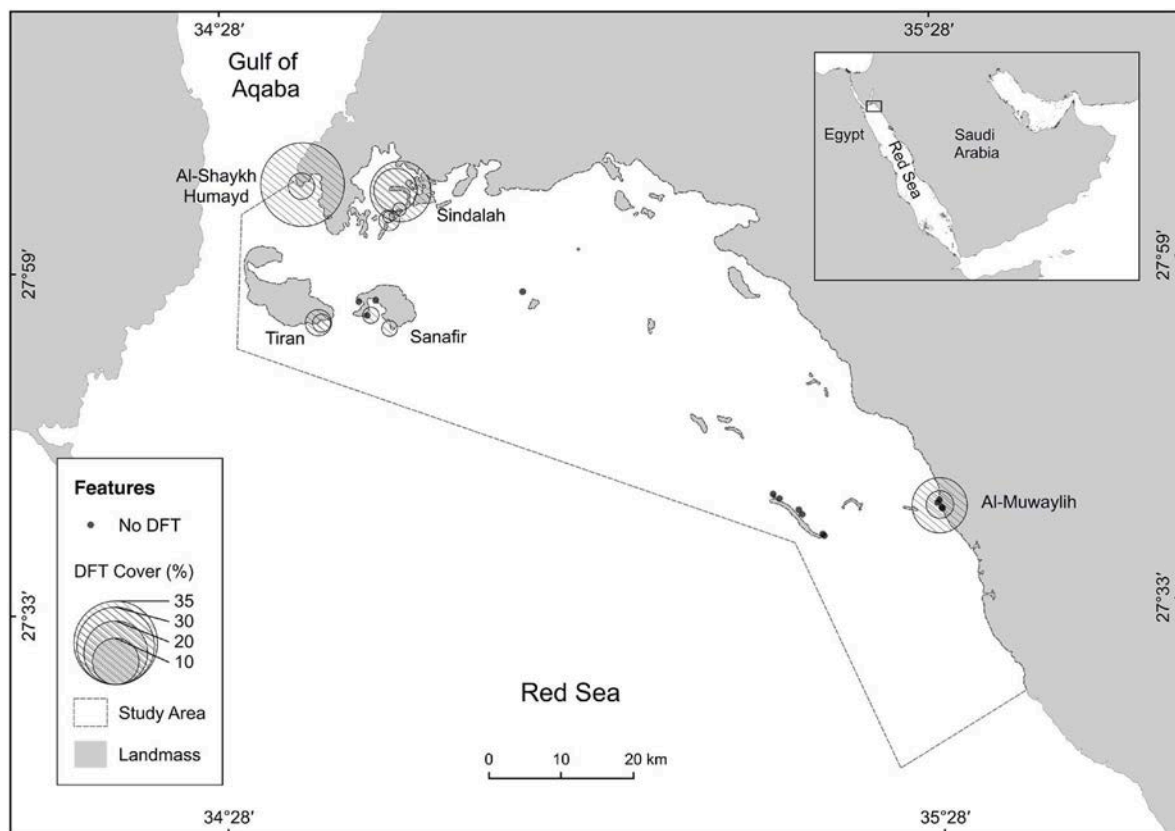 34°28′
35°28′
Gulf of
Aqaba
Egypt
Saudi
Arabia
Red Sea
Al-Shaykh
Humayd
Sindalah
27°59′
27°59′
Tiran
Sanafir
Features
No DFT
DFT Cover (%)
35
30
20
10
Study Area
Landmass
Al-Muwaylih
27°33′
27°33′
Red Sea
0
10
20 km
34°28′
35°28′